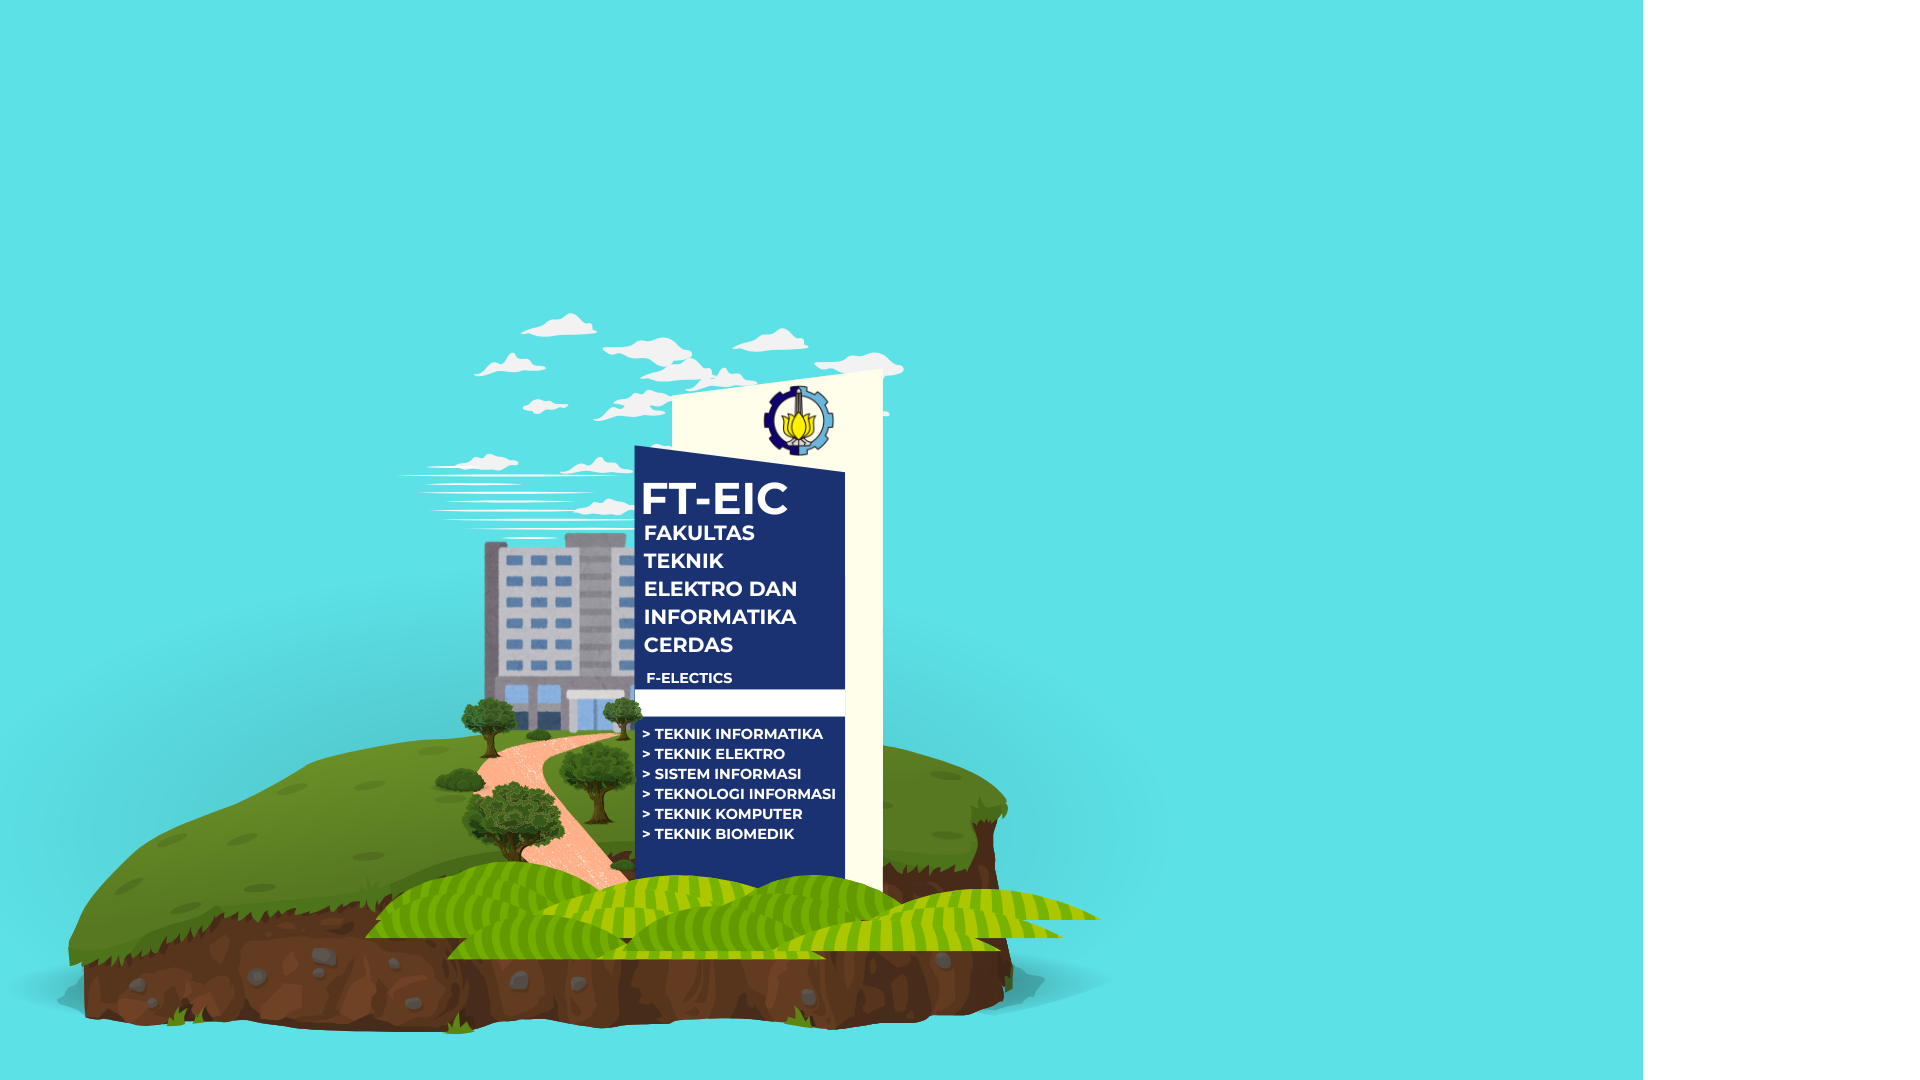 FT-EIC
FAKULTAS
TEKNIK
ELEKTRO DAN
INFORMATIKA
CERDAS
F-ELECTICS
> TEKNIK INFORMATIKA
> TEKNIK ELEKTRO
> SISTEM INFORMASI
> TEKNOLOGI INFORMASI
> TEKNIK KOMPUTER
> TEKNIK BIOMEDIK